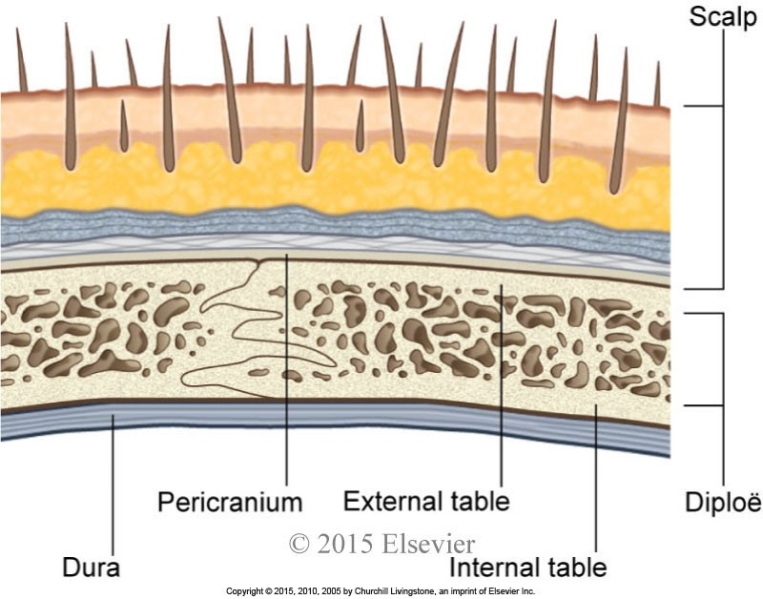 Scalp
Pericranium
External table
Diploë
© 2015 Elsevier
Dura
Internal table
Copyright © 2015, 2010, 2005 by Churchill Livingstone, an imprint of Elsevier Inc.